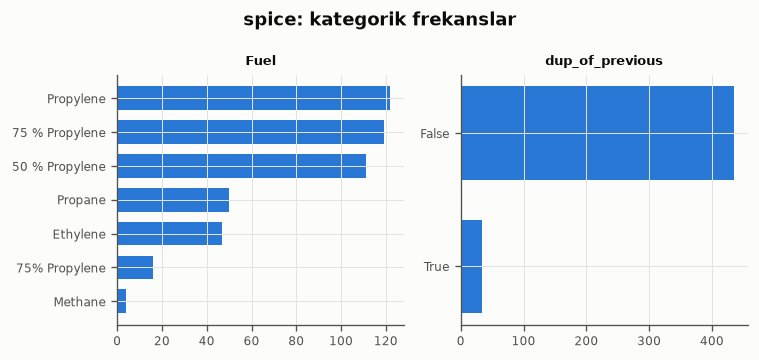 spice: kategorik frekanslar
Fuel
Propylene
75 % Propylene
50 % Propylene
Propane
Ethylene
75% Propylene
Methane
0 20 40 60 80 100 120
dup_of_previous
False
True
0 100 200 300 400